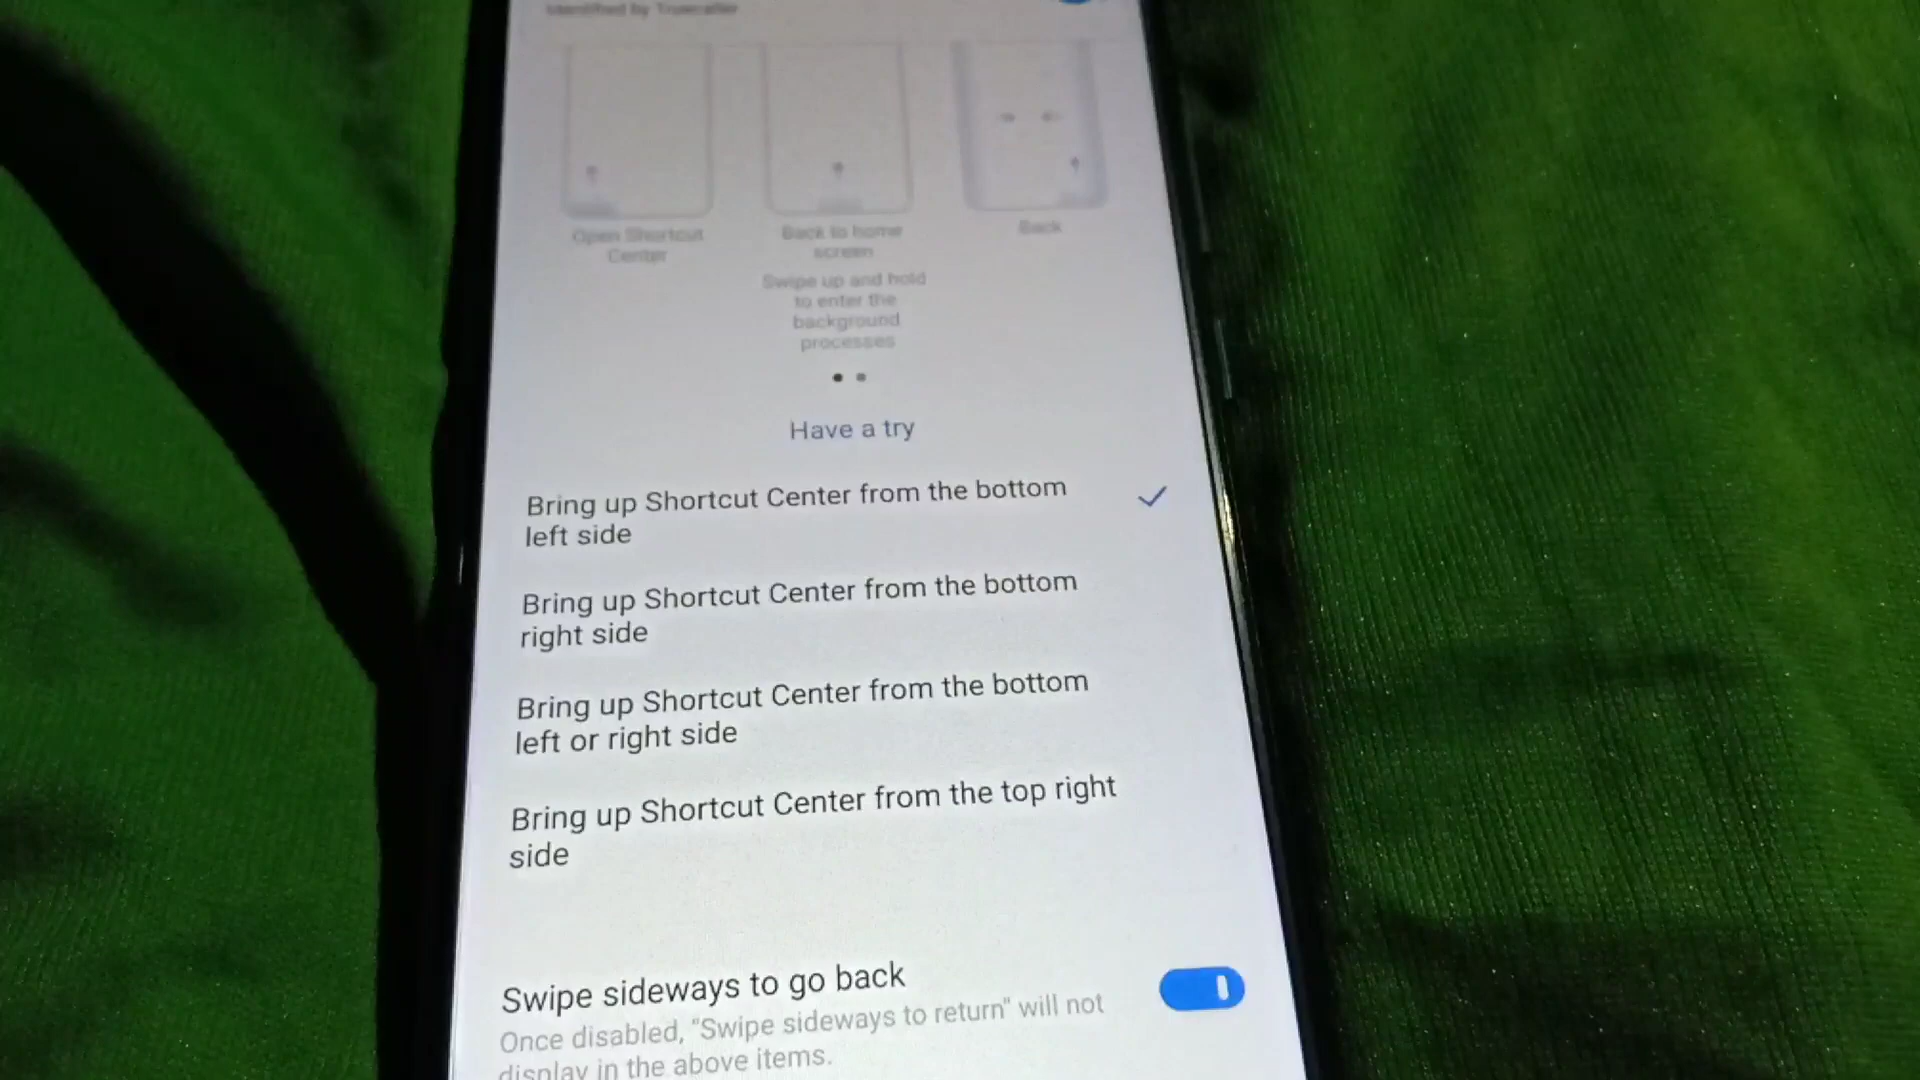 Identified by Truecaller
Open Shortcut
Center
Back to home
screen
Back
Swipe up and hold
to enter the
background
processes
Have a try
Bring up Shortcut Center from the bottom
left side
Bring up Shortcut Center from the bottom
right side
Bring up Shortcut Center from the bottom
left or right side
Bring up Shortcut Center from the top right
side
Swipe sideways to go back
Once disabled, "Swipe sideways to return" will not
display in the above items.